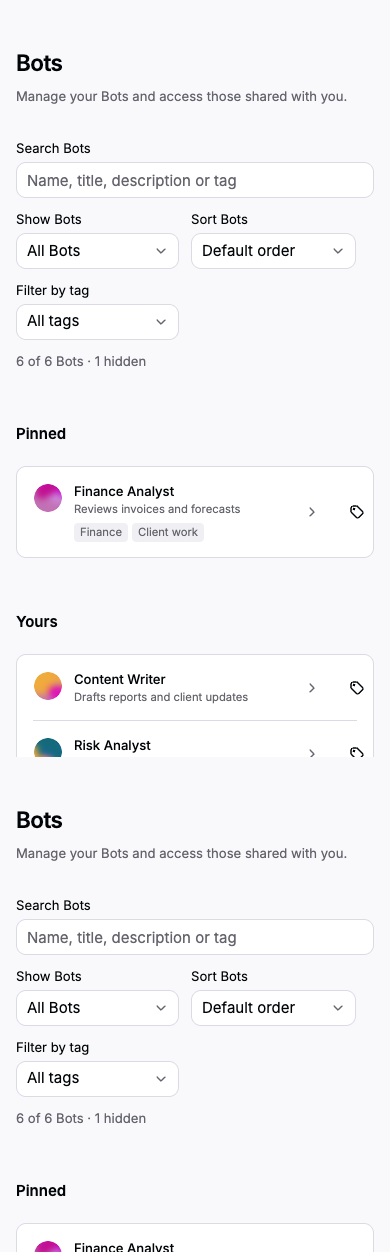 Bots
Manage your Bots and access those shared with you.
Search Bots
Name, title, description or tag
Show Bots
Sort Bots
All Bots
Default order
Filter by tag
All tags
6 of 6 Bots · 1 hidden
Pinned
Finance Analyst
Reviews invoices and forecasts
Finance
Client work
Yours
Content Writer
Drafts reports and client updates
Risk Analyst
Bots
Manage your Bots and access those shared with you.
Search Bots
Name, title, description or tag
Show Bots
Sort Bots
All Bots
Default order
Filter by tag
All tags
6 of 6 Bots · 1 hidden
Pinned
Finance Analyst